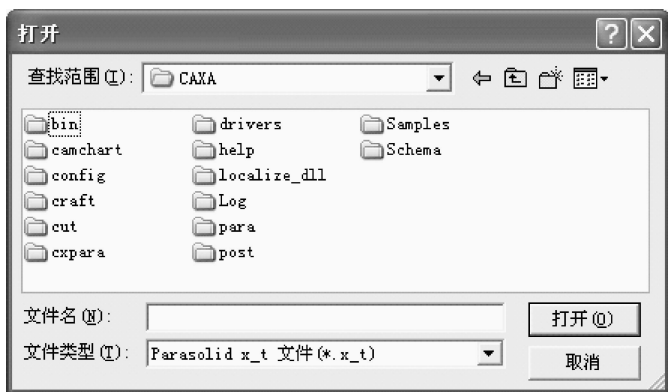 打开
查找范围(I): CAXA
bin drivers Samples
camchart help Schema
config localize_dll
craft Log
cut para
cxpara post
文件名(N): 打开(O)
文件类型(T): Parasolid x_t 文件(*.x_t) 取消